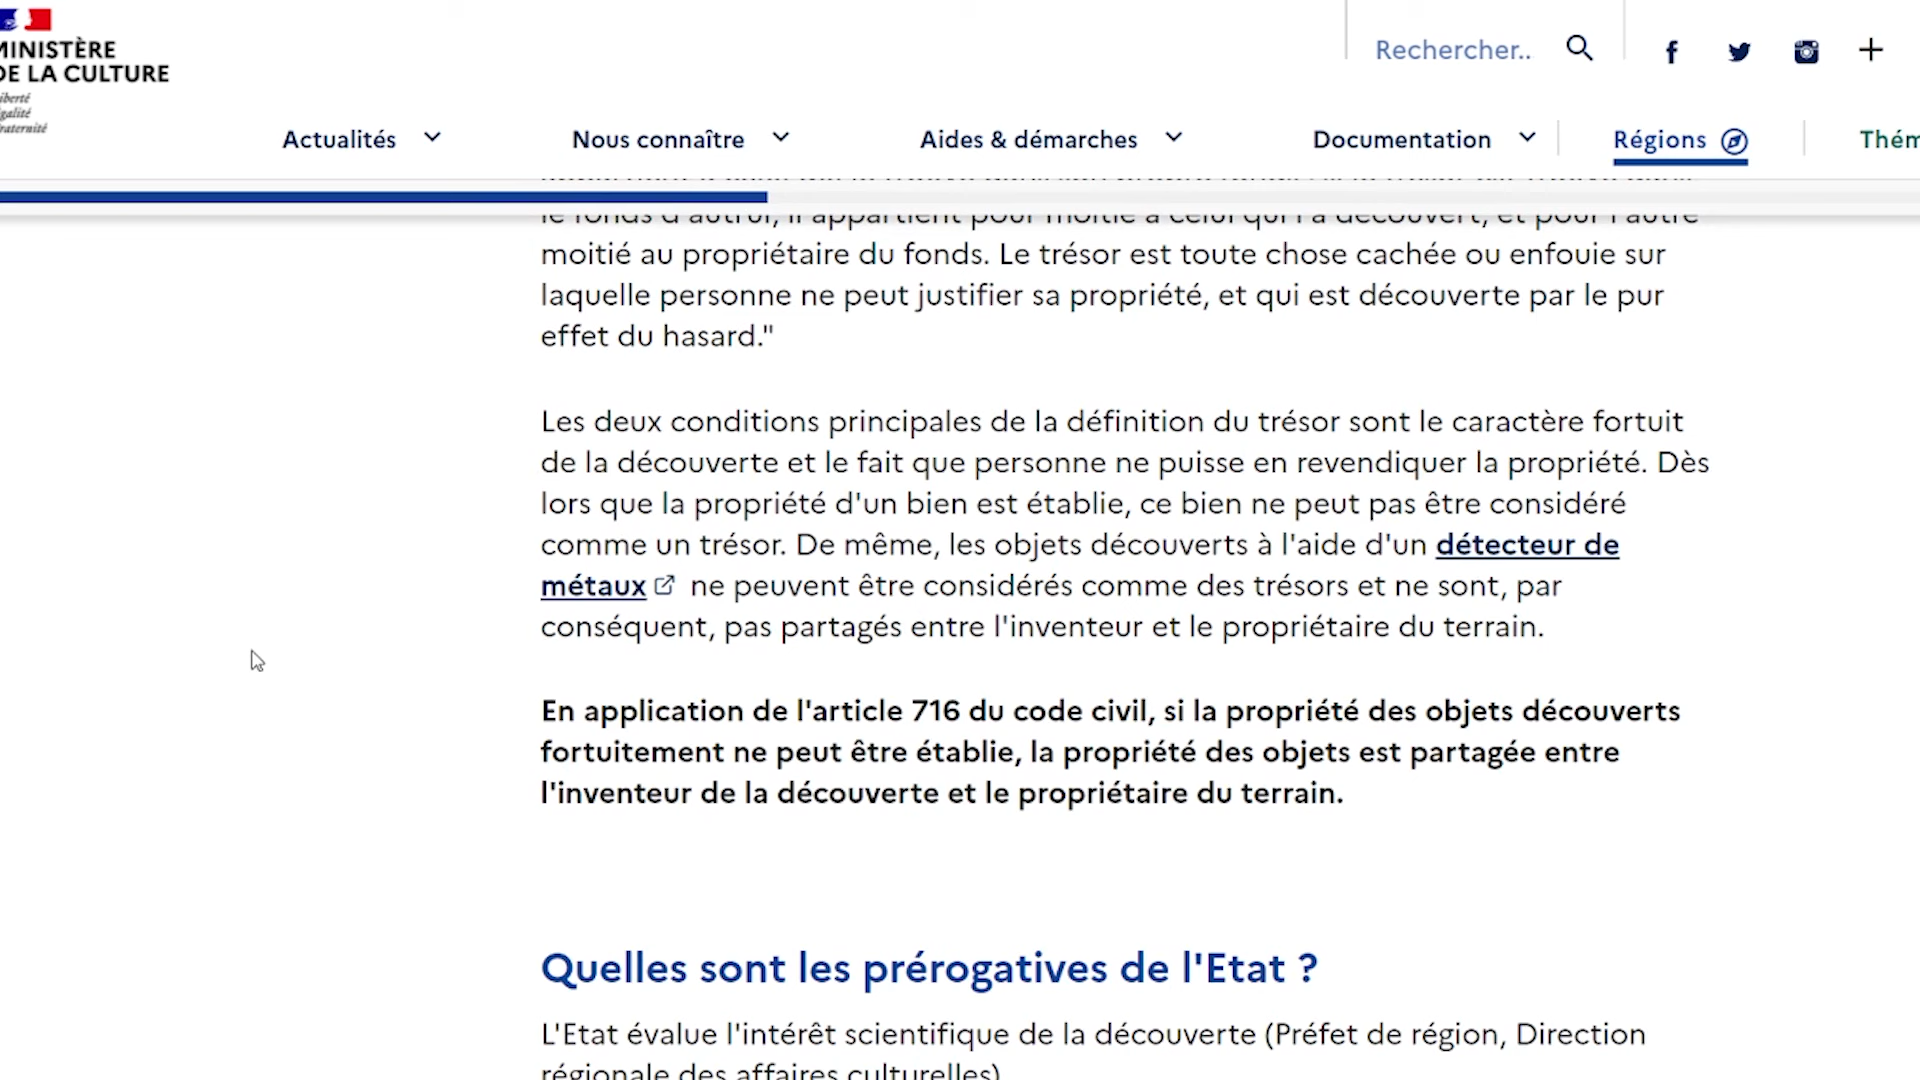 MINISTÈRE
DE LA CULTURE
Liberté
Égalité
Fraternité
Rechercher..
Actualités
Nous connaître
Aides & démarches
Documentation
Régions
Thém
le fonds d'autrui, il appartient pour moitié à celui qui l'a découvert, et pour l'autre
moitié au propriétaire du fonds. Le trésor est toute chose cachée ou enfouie sur
laquelle personne ne peut justifier sa propriété, et qui est découverte par le pur
effet du hasard."
Les deux conditions principales de la définition du trésor sont le caractère fortuit
de la découverte et le fait que personne ne puisse en revendiquer la propriété. Dès
lors que la propriété d'un bien est établie, ce bien ne peut pas être considéré
comme un trésor. De même, les objets découverts à l'aide d'un détecteur de
métaux ne peuvent être considérés comme des trésors et ne sont, par
conséquent, pas partagés entre l'inventeur et le propriétaire du terrain.
En application de l'article 716 du code civil, si la propriété des objets découverts
fortuitement ne peut être établie, la propriété des objets est partagée entre
l'inventeur de la découverte et le propriétaire du terrain.
Quelles sont les prérogatives de l'Etat ?
L'Etat évalue l'intérêt scientifique de la découverte (Préfet de région, Direction
régionale des affaires culturelles)